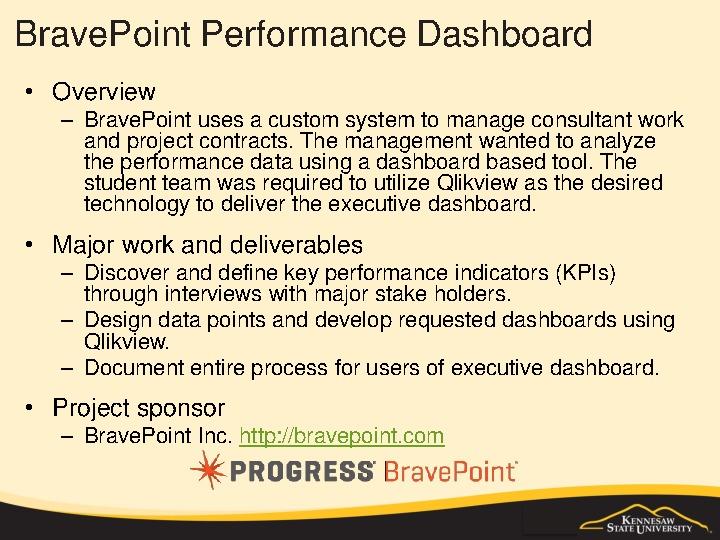 BravePoint Performance Dashboard
• Overview
– BravePoint uses a custom system to manage consultant work
and project contracts. The management wanted to analyze
the performance data using a dashboard based tool. The
student team was required to utilize Qlikview as the desired
technology to deliver the executive dashboard.
• Major work and deliverables
– Discover and define key performance indicators (KPIs)
through interviews with major stake holders.
– Design data points and develop requested dashboards using
Qlikview.
– Document entire process for users of executive dashboard.
• Project sponsor
– BravePoint Inc. http://bravepoint.com
PROGRESS | BravePoint
KENNESAW
STATE UNIVERSITY